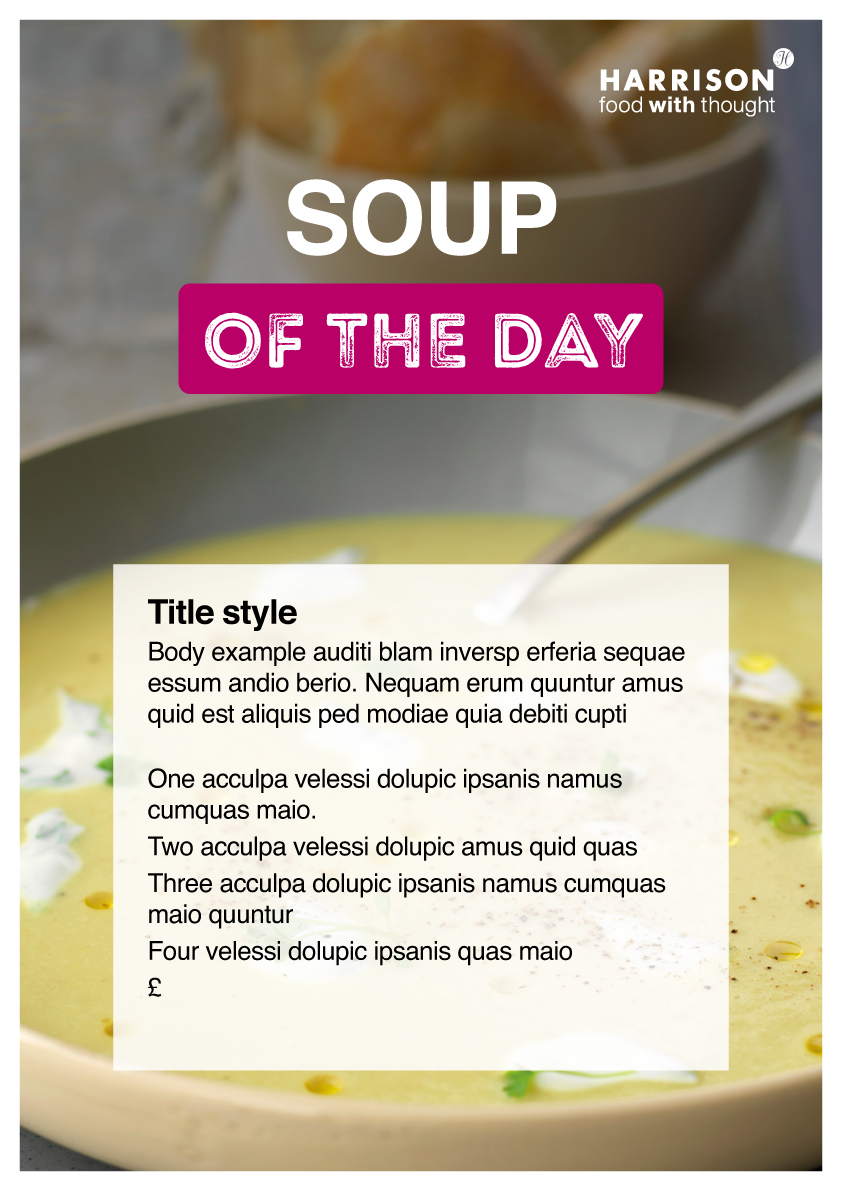 H
HARRISON
food with thought
SOUP
OF THE DAY
Title style
Body example auditi blam inversp erferia sequae
essum andio berio. Nequam erum quuntur amus
quid est aliquis ped modiae quia debiti cupti
One acculpa velessi dolupic ipsanis namus
cumquas maio.
Two acculpa velessi dolupic amus quid quas
Three acculpa dolupic ipsanis namus cumquas
maio quuntur
Four velessi dolupic ipsanis quas maio
£